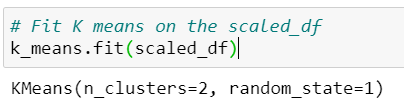 # Fit K means on the scaled_df
k_means.fit(scaled_df)
KMeans(n_clusters=2, random_state=1)